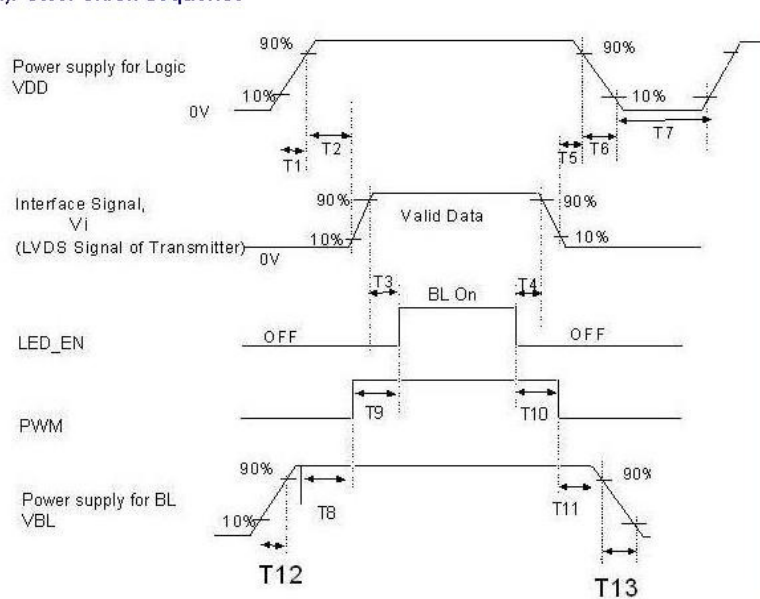 90%
90%
Power supply for Logic
VDD
10%
10%
0V
T1
T2
T5
T6
T7
Interface Signal,
Vi
(LVDS Signal of Transmitter)
90%
Valid Data
90%
10%
10%
0V
T3
BL On
T4
LED_EN
OFF
OFF
T9
T10
PWM
90%
90%
Power supply for BL
VBL
10%
T8
T11
T12
T13